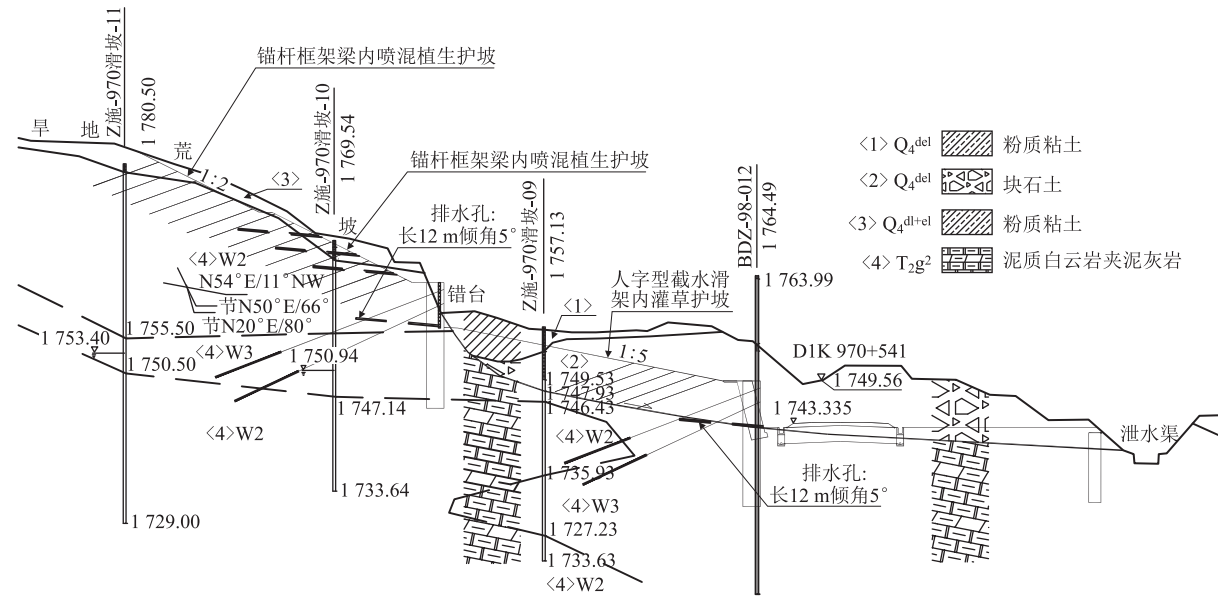 Z施-970滑坡-11
1 780.50
锚杆框架梁内喷混植生护坡
Z施-970滑坡-10
1 769.54
旱 地
荒
1:2
<3>
坡
锚杆框架梁内喷混植生护坡
排水孔:
长12 m倾角5°
Z施-970滑坡-09
1 757.13
BDZ-98-012
1 764.49
<1> Q₄ᵈᵉˡ 粉质粘土
<2> Q₄ᵈᵉˡ 块石土
<3> Q₄ᵈˡ⁺ᵉˡ 粉质粘土
<4> T₂g² 泥质白云岩夹泥灰岩
<4>W2
N54°E/11°NW
节N50°E/66°
节N20°E/80°
错台
<1>
人字型截水滑
架内灌草护坡
1 763.99
1 753.40
1 755.50
1 750.50
<4>W3
1 750.94
1 747.14
<4>W2
1 733.64
1 729.00
1:5
<2>
1 749.53
1 747.93
1 746.43
<4>W2
1 735.93
<4>W3
1 727.23
1 733.63
<4>W2
D1K 970+541
1 749.56
1 743.335
排水孔:
长12 m倾角5°
泄水渠